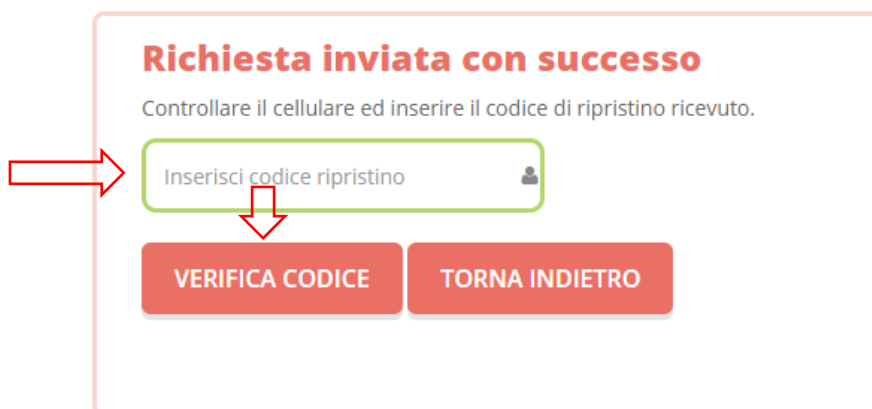 Richiesta inviata con successo
Controllare il cellulare ed inserire il codice di ripristino ricevuto.
Inserisci codice ripristino
VERIFICA CODICE TORNA INDIETRO